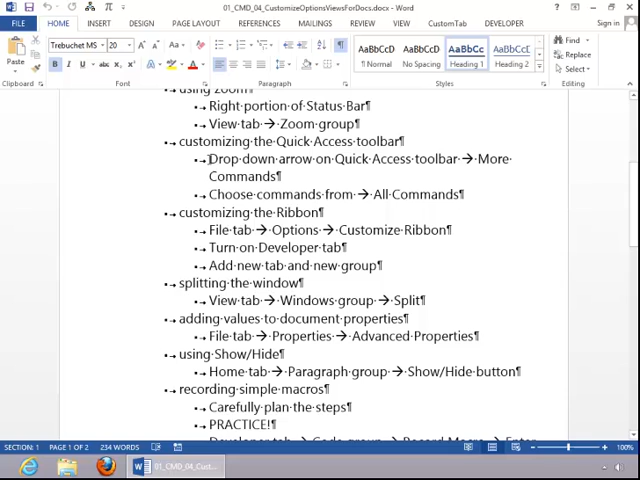 01_CMD_04_CustomizeOptionsViewsForDocs.docx - Word
FILE HOME INSERT DESIGN PAGE LAYOUT REFERENCES MAILINGS REVIEW VIEW CustomTab DEVELOPER Sign in
Paste
Trebuchet MS 20
AaBbCcD AaBbCcD AaBbCc AaBbCcD
¶ Normal No Spacing Heading 1 Heading 2
Find
Replace
Select
Clipboard Font Paragraph Styles Editing
using Zoom
Right·portion·of·Status·Bar¶
View·tab·→·Zoom·group¶
customizing·the·Quick·Access·toolbar¶
Drop·down·arrow·on·Quick·Access·toolbar·→·More·
Commands¶
Choose·commands·from·→·All·Commands¶
customizing·the·Ribbon¶
File·tab·→·Options·→·Customize·Ribbon¶
Turn·on·Developer·tab¶
Add·new·tab·and·new·group¶
splitting·the·window¶
View·tab·→·Windows·group·→·Split¶
adding·values·to·document·properties¶
File·tab·→·Properties·→·Advanced·Properties¶
using·Show/Hide¶
Home·tab·→·Paragraph·group·→·Show/Hide·button¶
recording·simple·macros¶
Carefully·plan·the·steps¶
PRACTICE!¶
Developer·tab·→·Code·group·→·Record·Macro·→·Enter·
SECTION: 1 PAGE 1 OF 2 234 WORDS 100%
01_CMD_04_Cust...